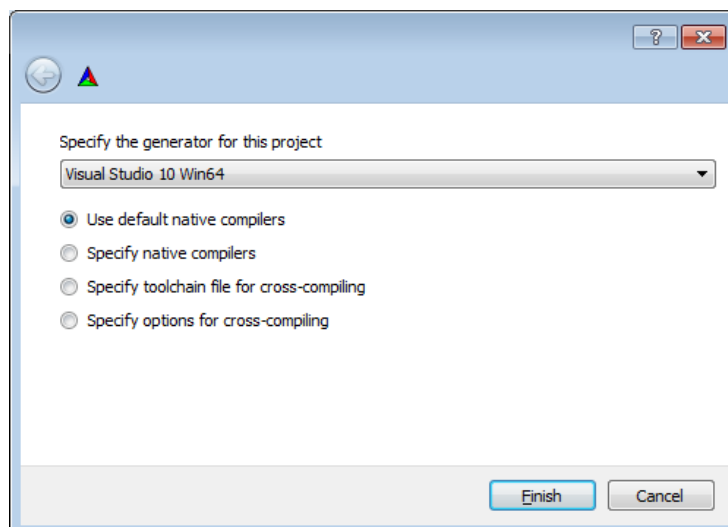 Specify the generator for this project
Visual Studio 10 Win64
Use default native compilers
Specify native compilers
Specify toolchain file for cross-compiling
Specify options for cross-compiling
Finish Cancel